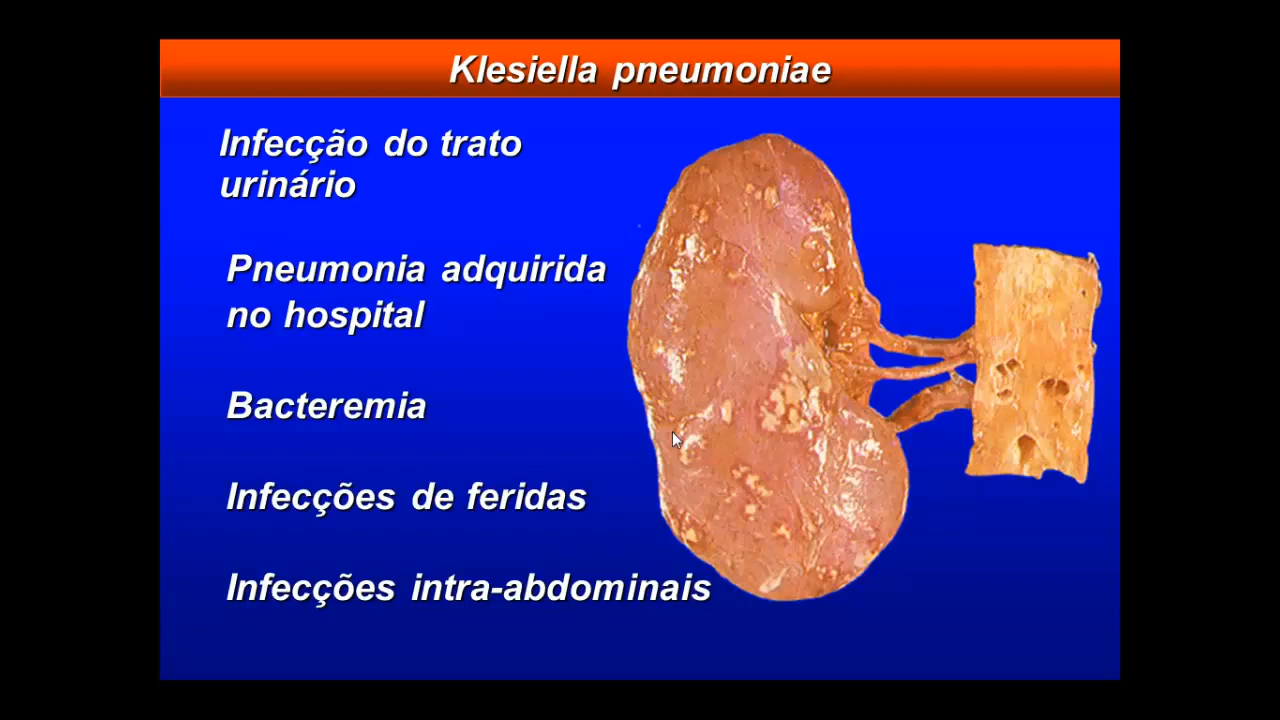 Klesiella pneumoniae
Infecção do trato
urinário
Pneumonia adquirida
no hospital
Bacteremia
Infecções de feridas
Infecções intra-abdominais